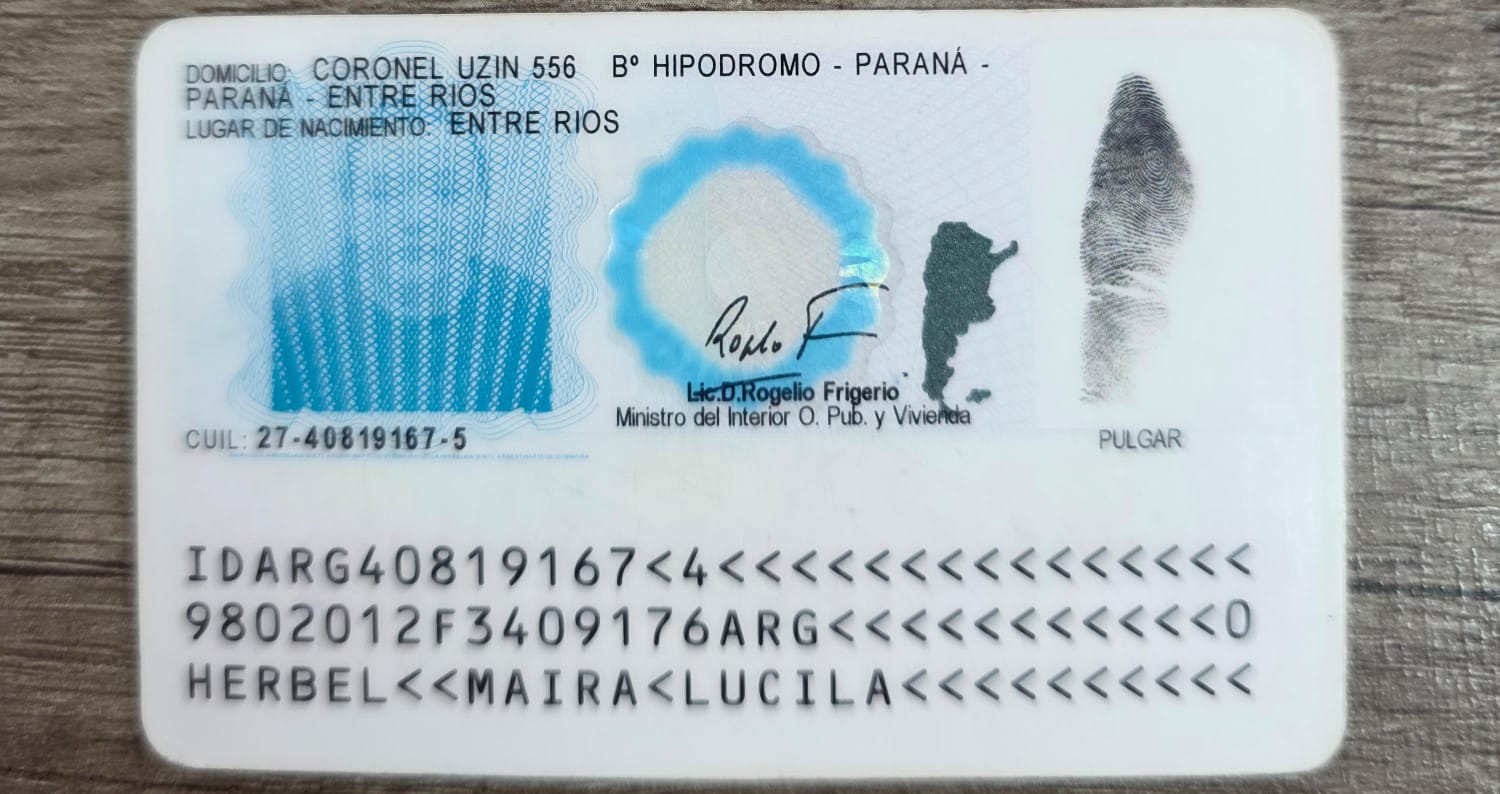 DOMICILIO: CORONEL UZIN 556 Bº HIPODROMO - PARANÁ -
PARANÁ - ENTRE RIOS
LUGAR DE NACIMIENTO: ENTRE RIOS
Lic.D.Rogelio Frigerio
Ministro del Interior O. Pub. y Vivienda
CUIL: 27-40819167-5
PULGAR
IDARG40819167<4<<<<<<<<<<<<<<<
9802012F3409176ARG<<<<<<<<<<<0
HERBEL<<MAIRA<LUCILA<<<<<<<<<<